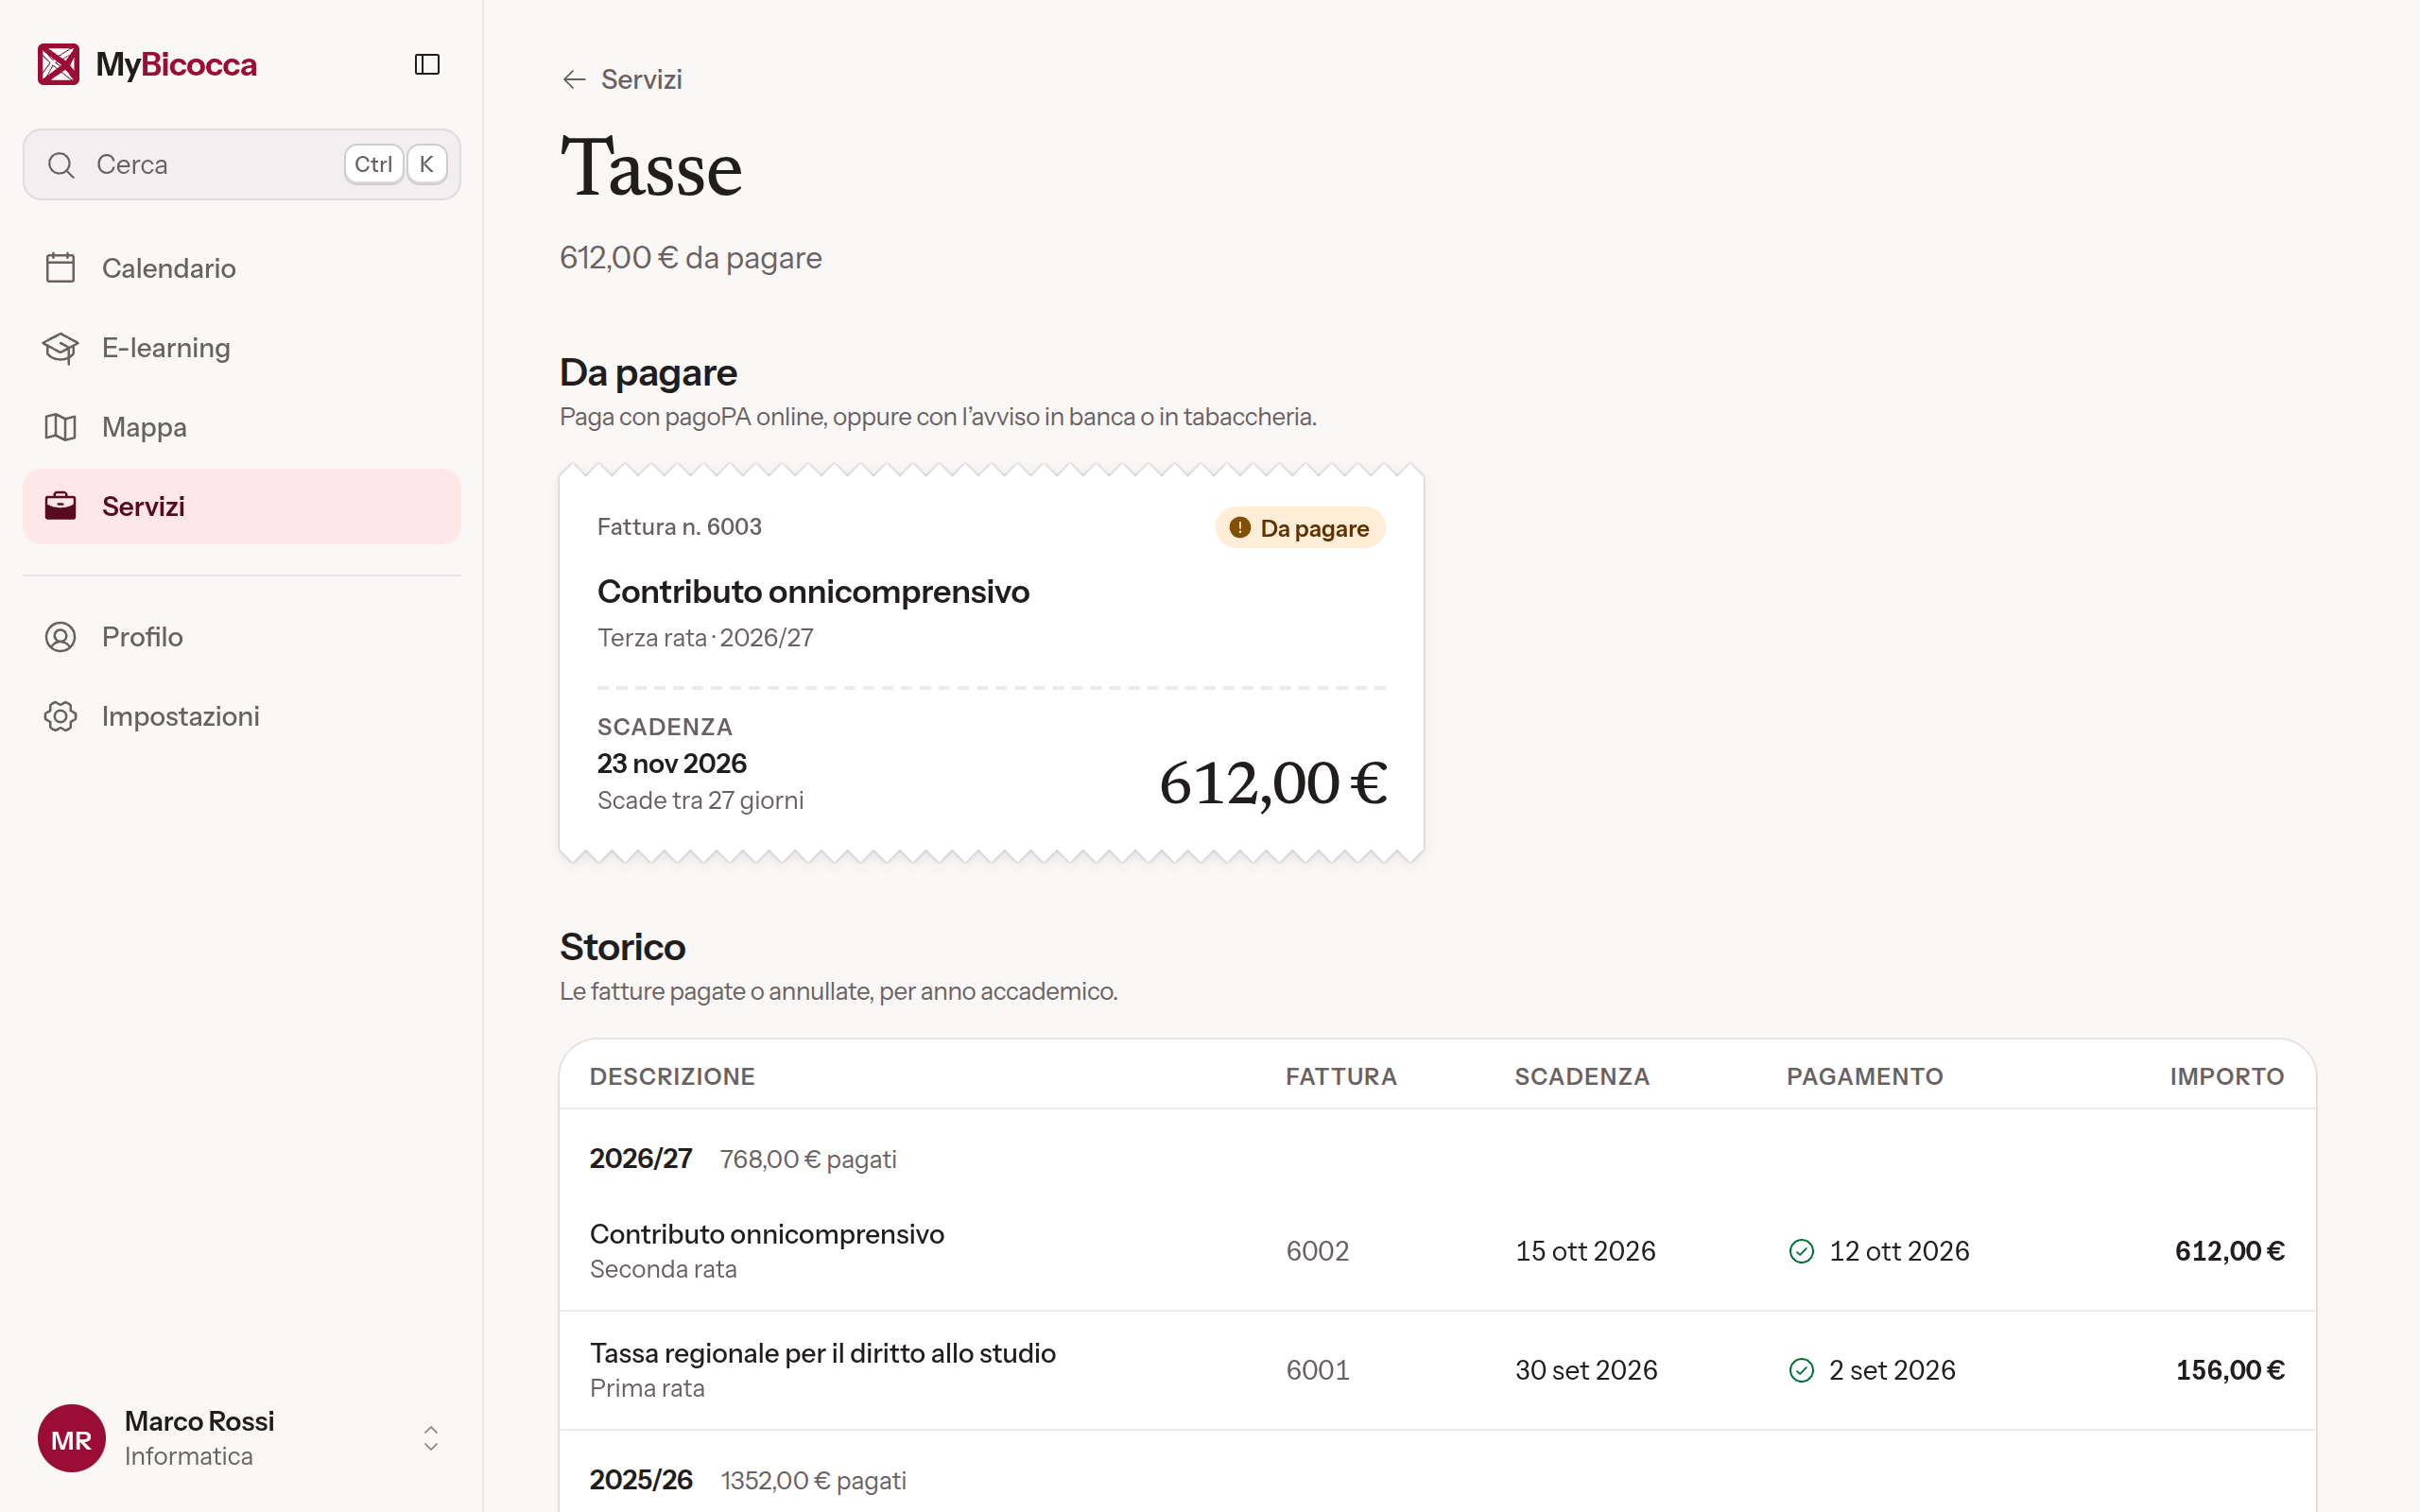 MyBicocca
Cerca Ctrl K
Calendario
E-learning
Mappa
Servizi
Profilo
Impostazioni
MR
Marco Rossi
Informatica
Servizi
Tasse
612,00 € da pagare
Da pagare
Paga con pagoPA online, oppure con l’avviso in banca o in tabaccheria.
Fattura n. 6003
! Da pagare
Contributo onnicomprensivo
Terza rata · 2026/27
SCADENZA
23 nov 2026
Scade tra 27 giorni
612,00 €
Storico
Le fatture pagate o annullate, per anno accademico.
DESCRIZIONE FATTURA SCADENZA PAGAMENTO IMPORTO
2026/27 768,00 € pagati
Contributo onnicomprensivo
Seconda rata
6002 15 ott 2026 12 ott 2026 612,00 €
Tassa regionale per il diritto allo studio
Prima rata
6001 30 set 2026 2 set 2026 156,00 €
2025/26 1352,00 € pagati